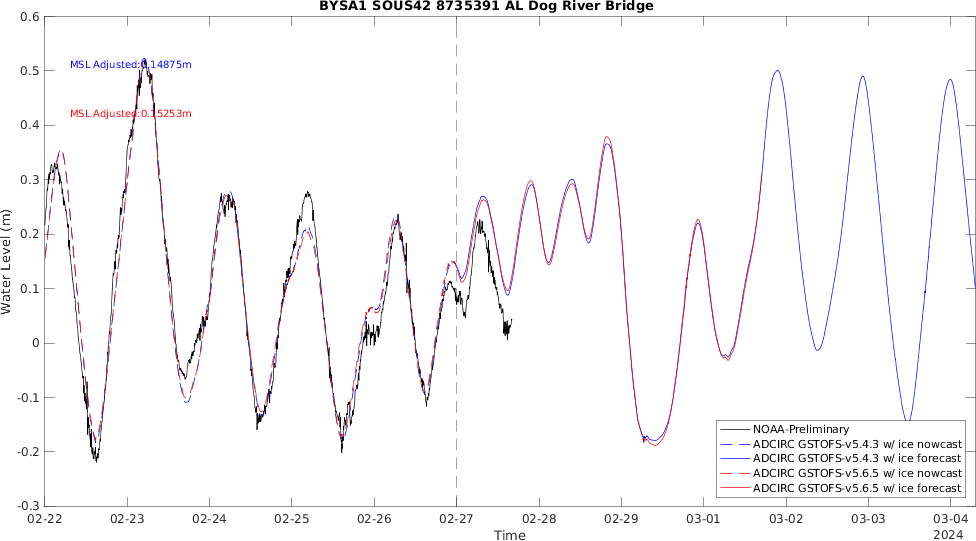 BYSA1 SOUS42 8735391 AL Dog River Bridge
0.6
0.5
0.4
0.3
0.2
0.1
0
-0.1
-0.2
-0.3
Water Level (m)
MSL Adjusted:0.14875m
MSL Adjusted:0.15253m
NOAA-Preliminary
ADCIRC GSTOFS-v5.4.3 w/ ice nowcast
ADCIRC GSTOFS-v5.4.3 w/ ice forecast
ADCIRC GSTOFS-v5.6.5 w/ ice nowcast
ADCIRC GSTOFS-v5.6.5 w/ ice forecast
02-22 02-23 02-24 02-25 02-26 02-27 02-28 02-29 03-01 03-02 03-03 03-04
Time 2024